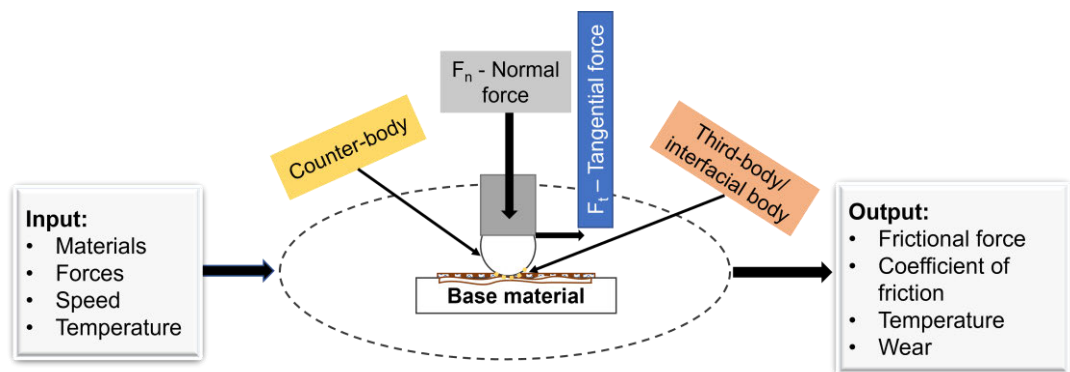 Input:
• Materials
• Forces
• Speed
• Temperature
Counter-body
Fn - Normal
force
Ft – Tangential force
Third-body/
interfacial body
Base material
Output:
• Frictional force
• Coefficient of
friction
• Temperature
• Wear